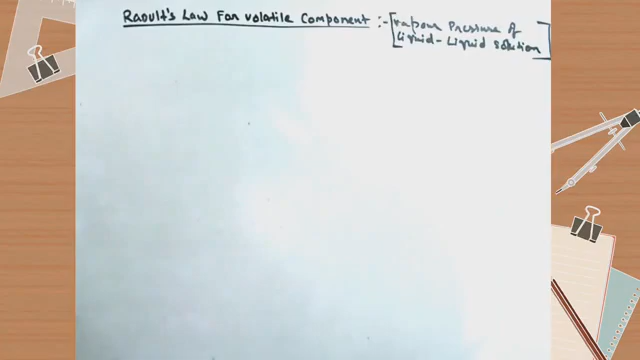 Raoult's Law For Volatile Component :- [Vapour Pressure of
Liquid-Liquid solution]